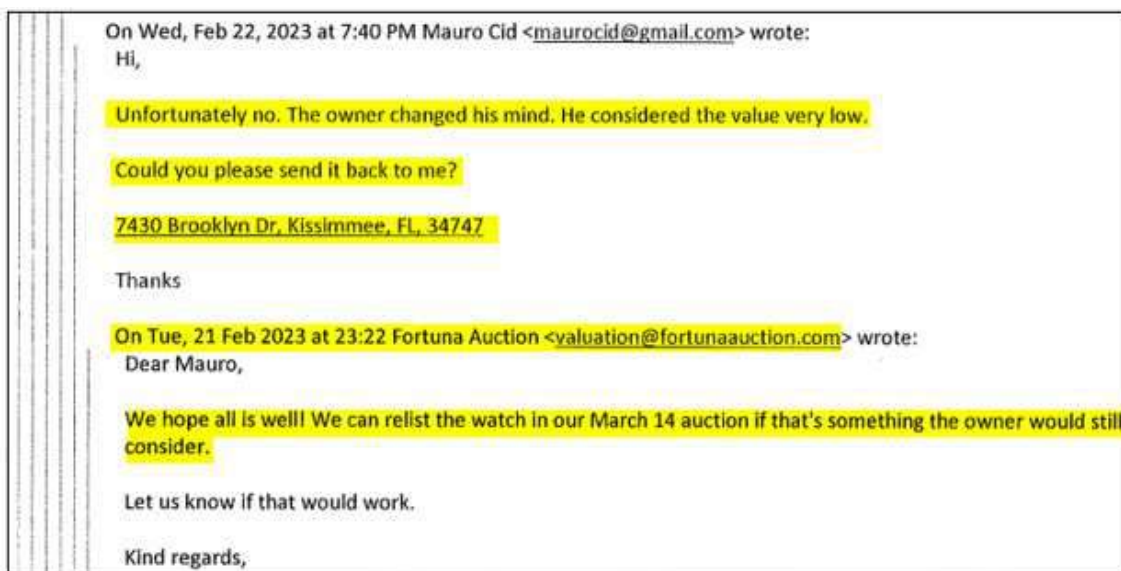 On Wed, Feb 22, 2023 at 7:40 PM Mauro Cid <maurocid@gmail.com> wrote:
Hi,
Unfortunately no. The owner changed his mind. He considered the value very low.
Could you please send it back to me?
7430 Brooklyn Dr, Kissimmee, FL, 34747
Thanks
On Tue, 21 Feb 2023 at 23:22 Fortuna Auction <valuation@fortunaauction.com> wrote:
Dear Mauro,
We hope all is well! We can relist the watch in our March 14 auction if that's something the owner would still
consider.
Let us know if that would work.
Kind regards,